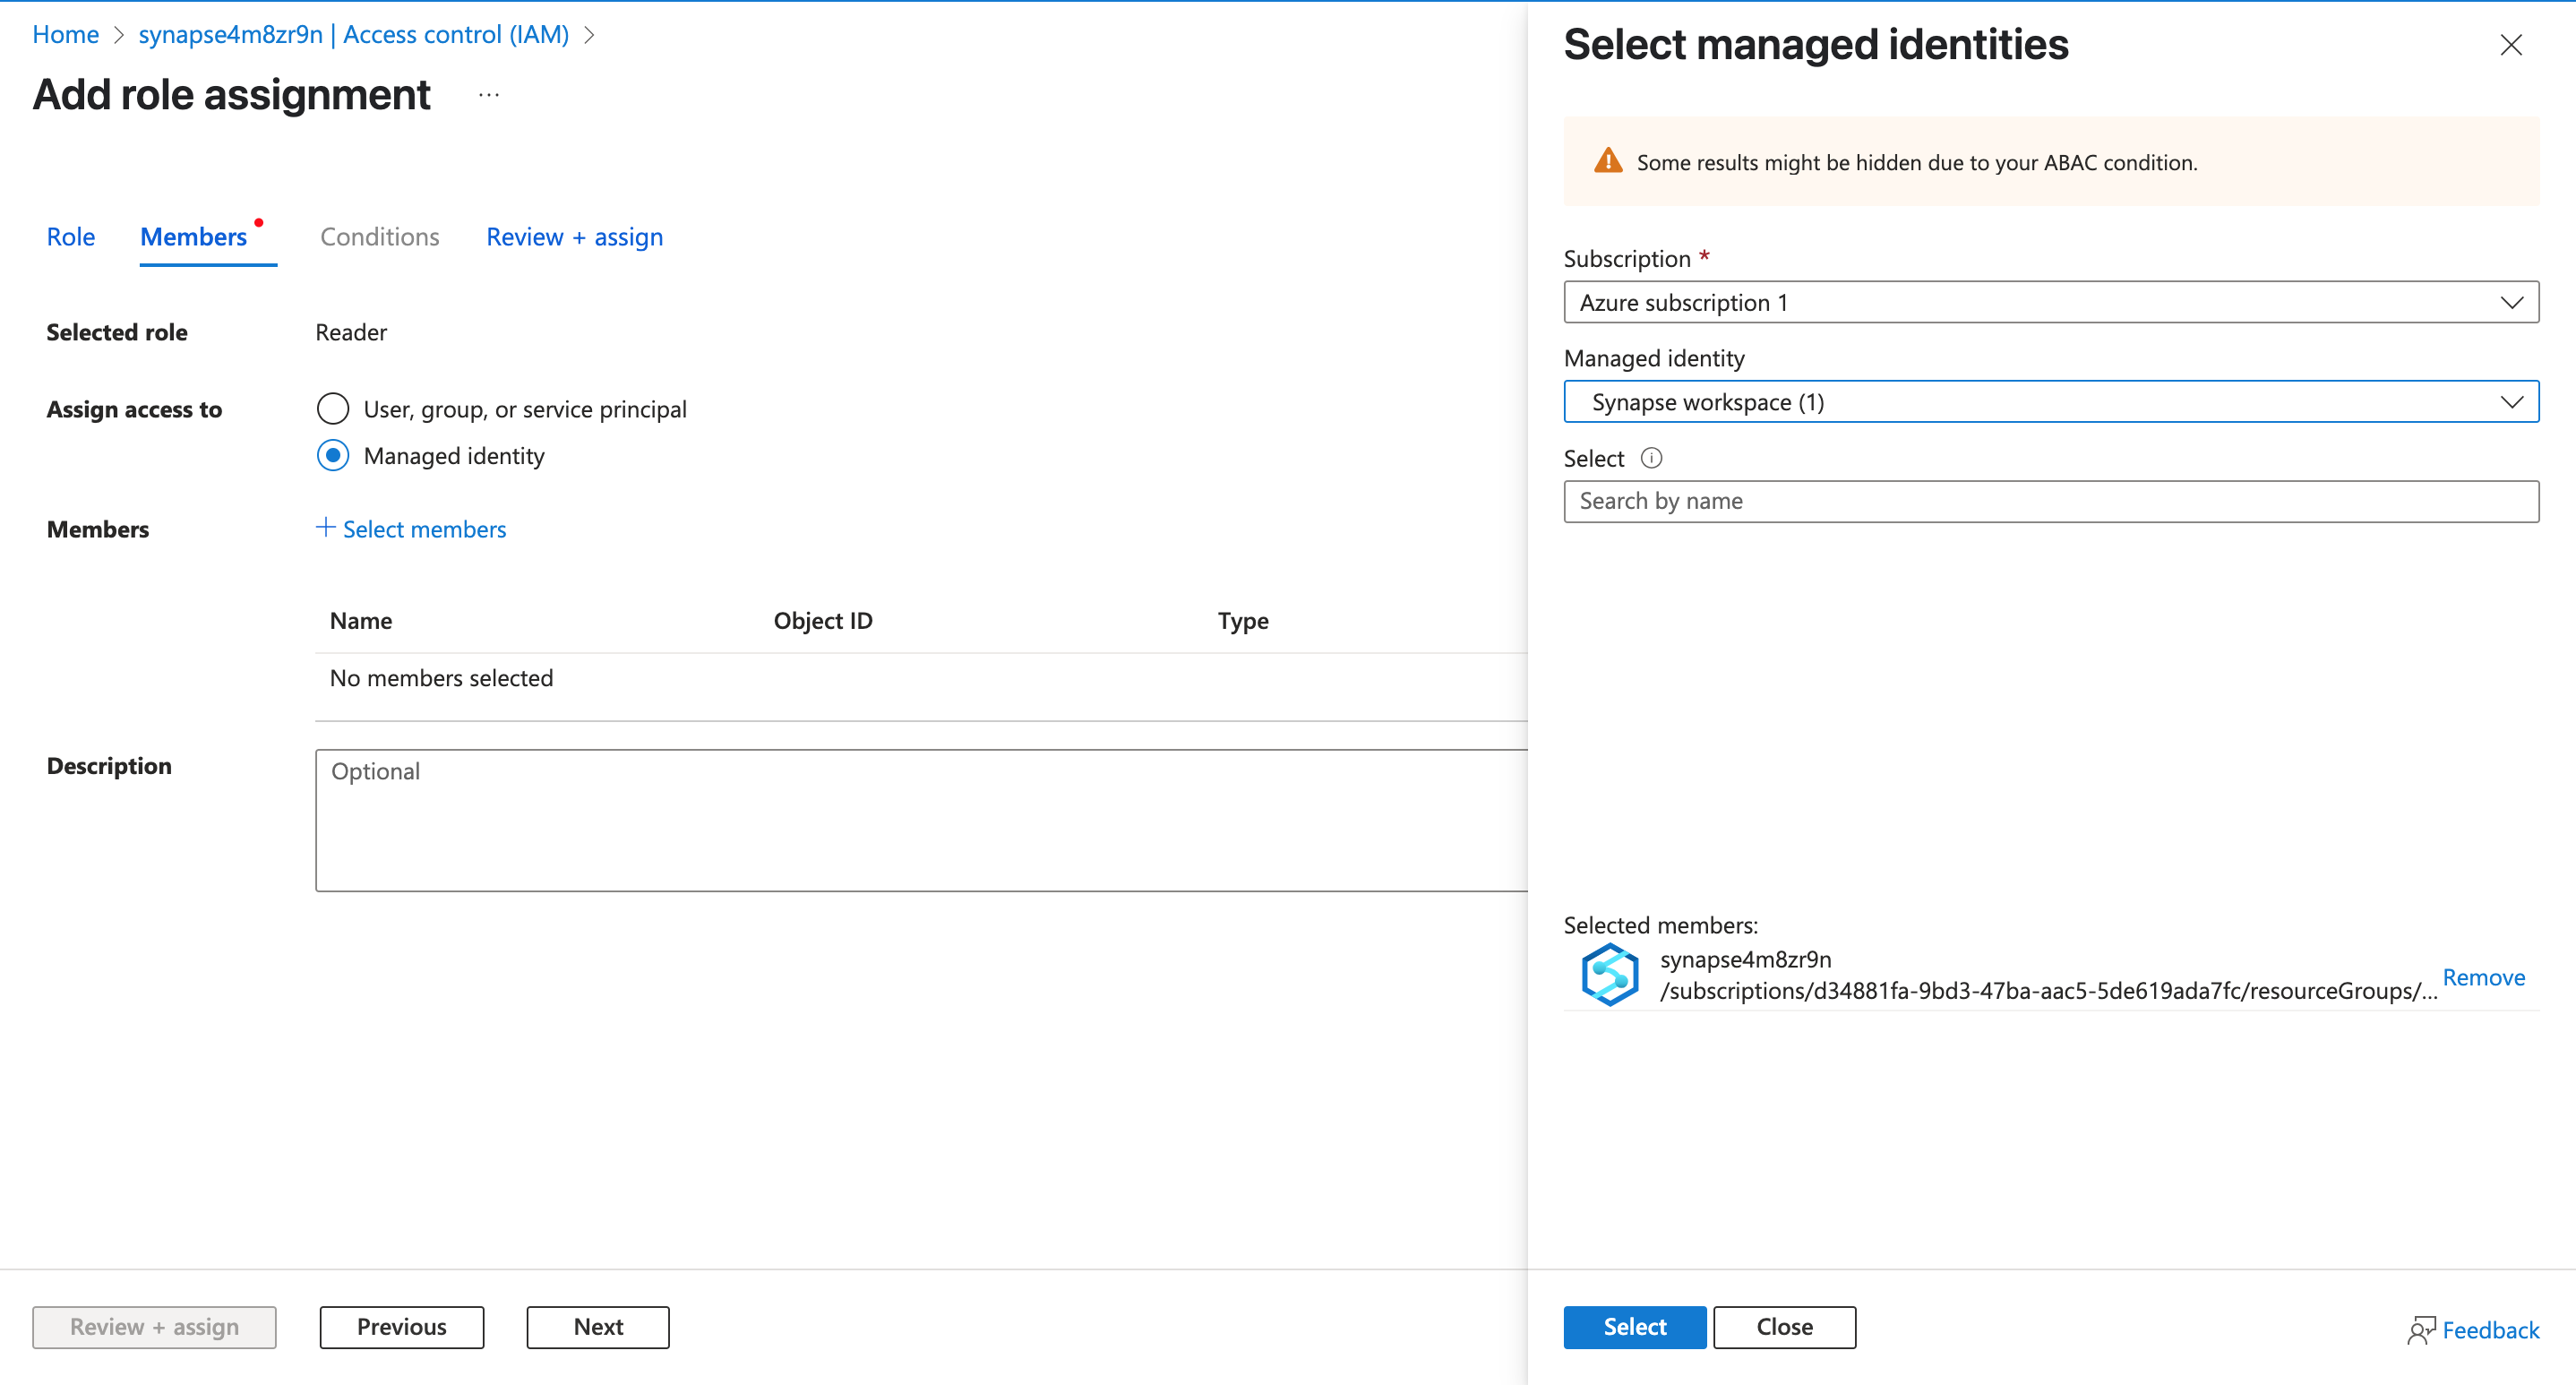 Home > synapse4m8zr9n | Access control (IAM) >
Add role assignment ...
Role Members Conditions Review + assign
Selected role Reader
Assign access to User, group, or service principal
Managed identity
Members + Select members
Name Object ID Type
No members selected
Description Optional
Review + assign Previous Next
Select managed identities
Some results might be hidden due to your ABAC condition.
Subscription *
Azure subscription 1
Managed identity
Synapse workspace (1)
Select
Search by name
Selected members:
synapse4m8zr9n
/subscriptions/d34881fa-9bd3-47ba-aac5-5de619ada7fc/resourceGroups/... Remove
Select Close Feedback